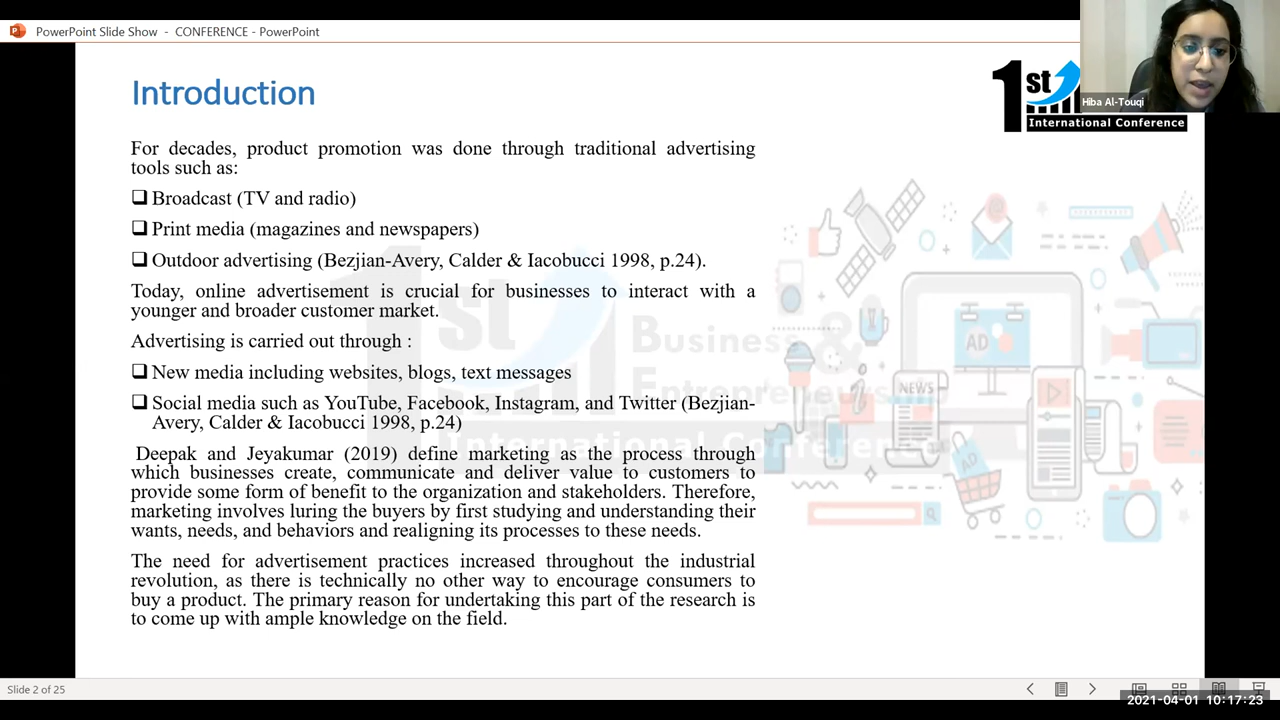 PowerPoint Slide Show - CONFERENCE - PowerPoint
Introduction
1st
International Conference
Hiba Al-Touqi
For decades, product promotion was done through traditional advertising
tools such as:
❑ Broadcast (TV and radio)
❑ Print media (magazines and newspapers)
❑ Outdoor advertising (Bezjian-Avery, Calder & Iacobucci 1998, p.24).
Today, online advertisement is crucial for businesses to interact with a
younger and broader customer market.
Advertising is carried out through :
❑ New media including websites, blogs, text messages
❑ Social media such as YouTube, Facebook, Instagram, and Twitter (Bezjian-
Avery, Calder & Iacobucci 1998, p.24)
Deepak and Jeyakumar (2019) define marketing as the process through
which businesses create, communicate and deliver value to customers to
provide some form of benefit to the organization and stakeholders. Therefore,
marketing involves luring the buyers by first studying and understanding their
wants, needs, and behaviors and realigning its processes to these needs.
The need for advertisement practices increased throughout the industrial
revolution, as there is technically no other way to encourage consumers to
buy a product. The primary reason for undertaking this part of the research is
to come up with ample knowledge on the field.
1st
Business &
International Conference
AD
NEWS
AD
Slide 2 of 25
2021-04-01 10:17:23